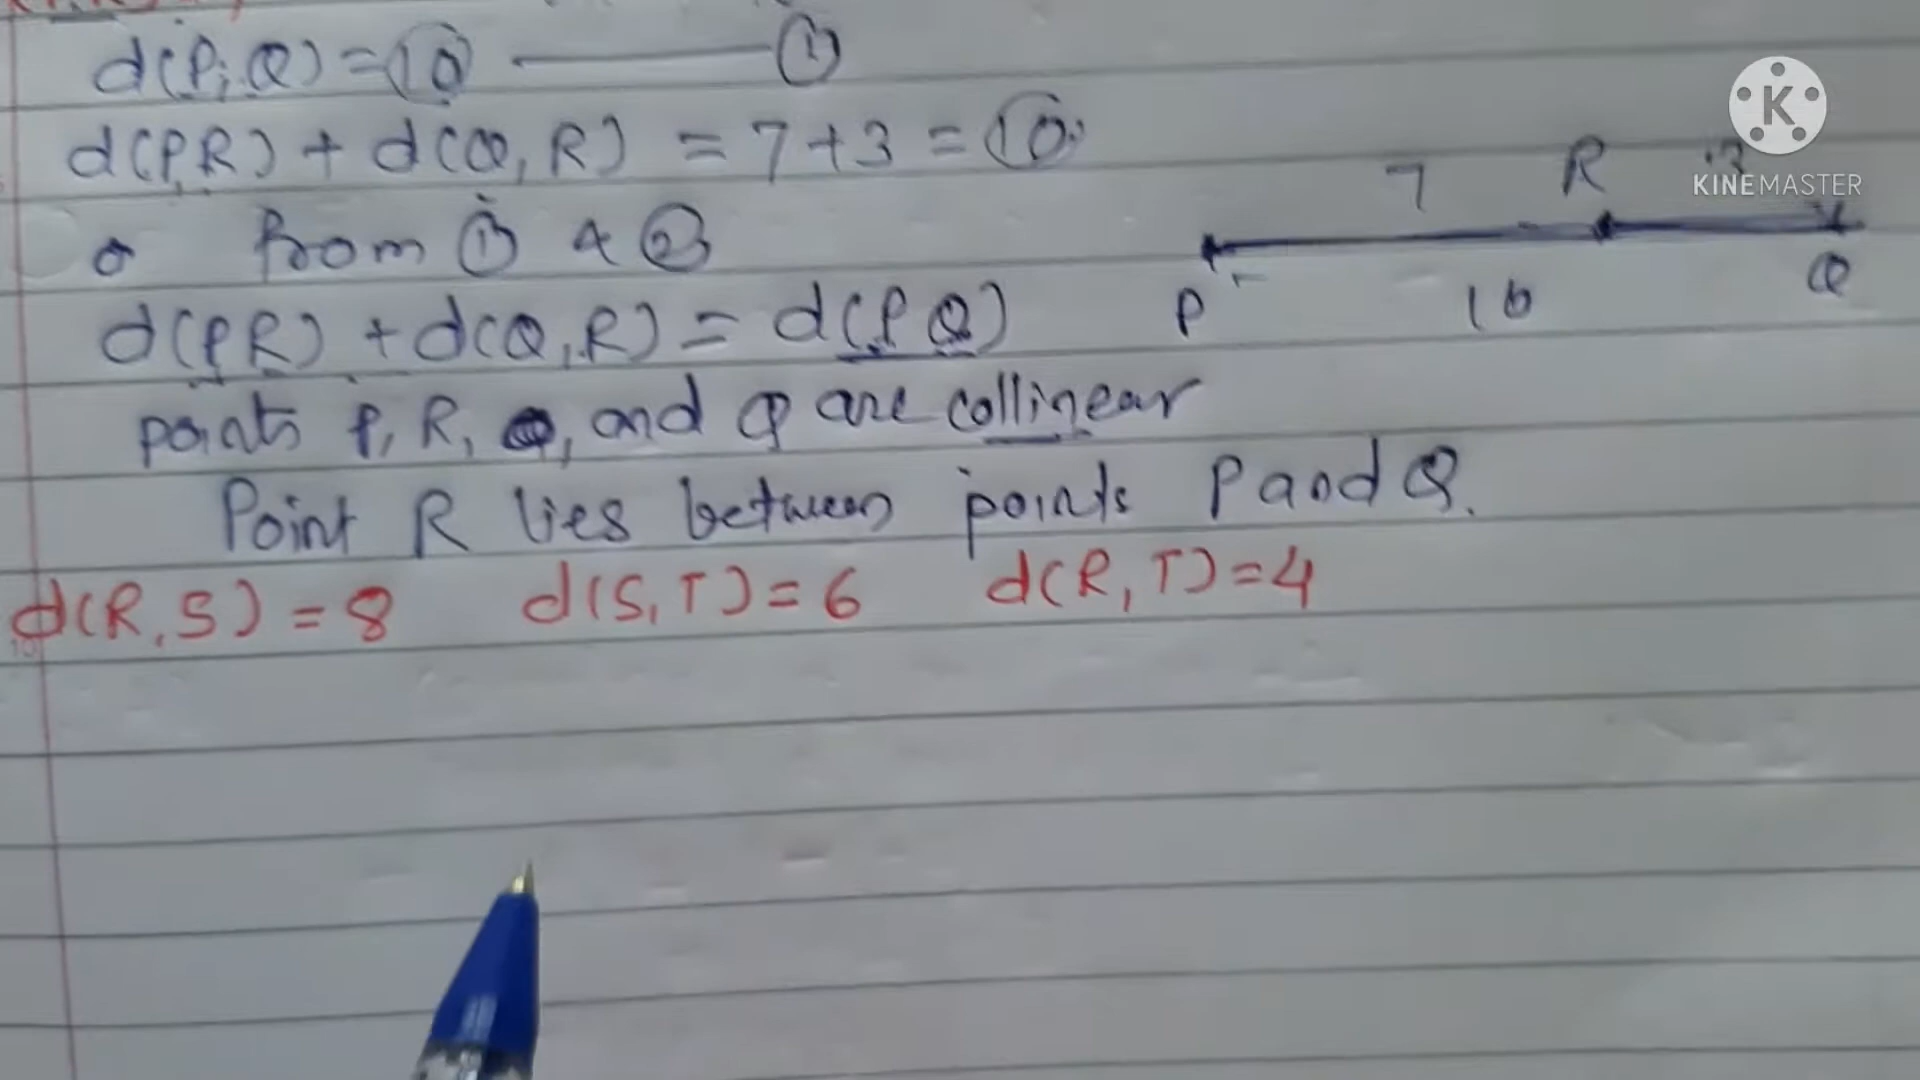 d(P, Q) = 10 ——— ①
d(P,R) + d(Q, R) = 7+3 = 10
from ① & ②
7 R
KINEMASTER
P 10 Q
d(P R) + d(Q, R) = d(P Q)
points P, R, and Q are collinear
Point R lies between points P and Q.
d(R, S) = 8 d(S, T) = 6 d(R, T) = 4